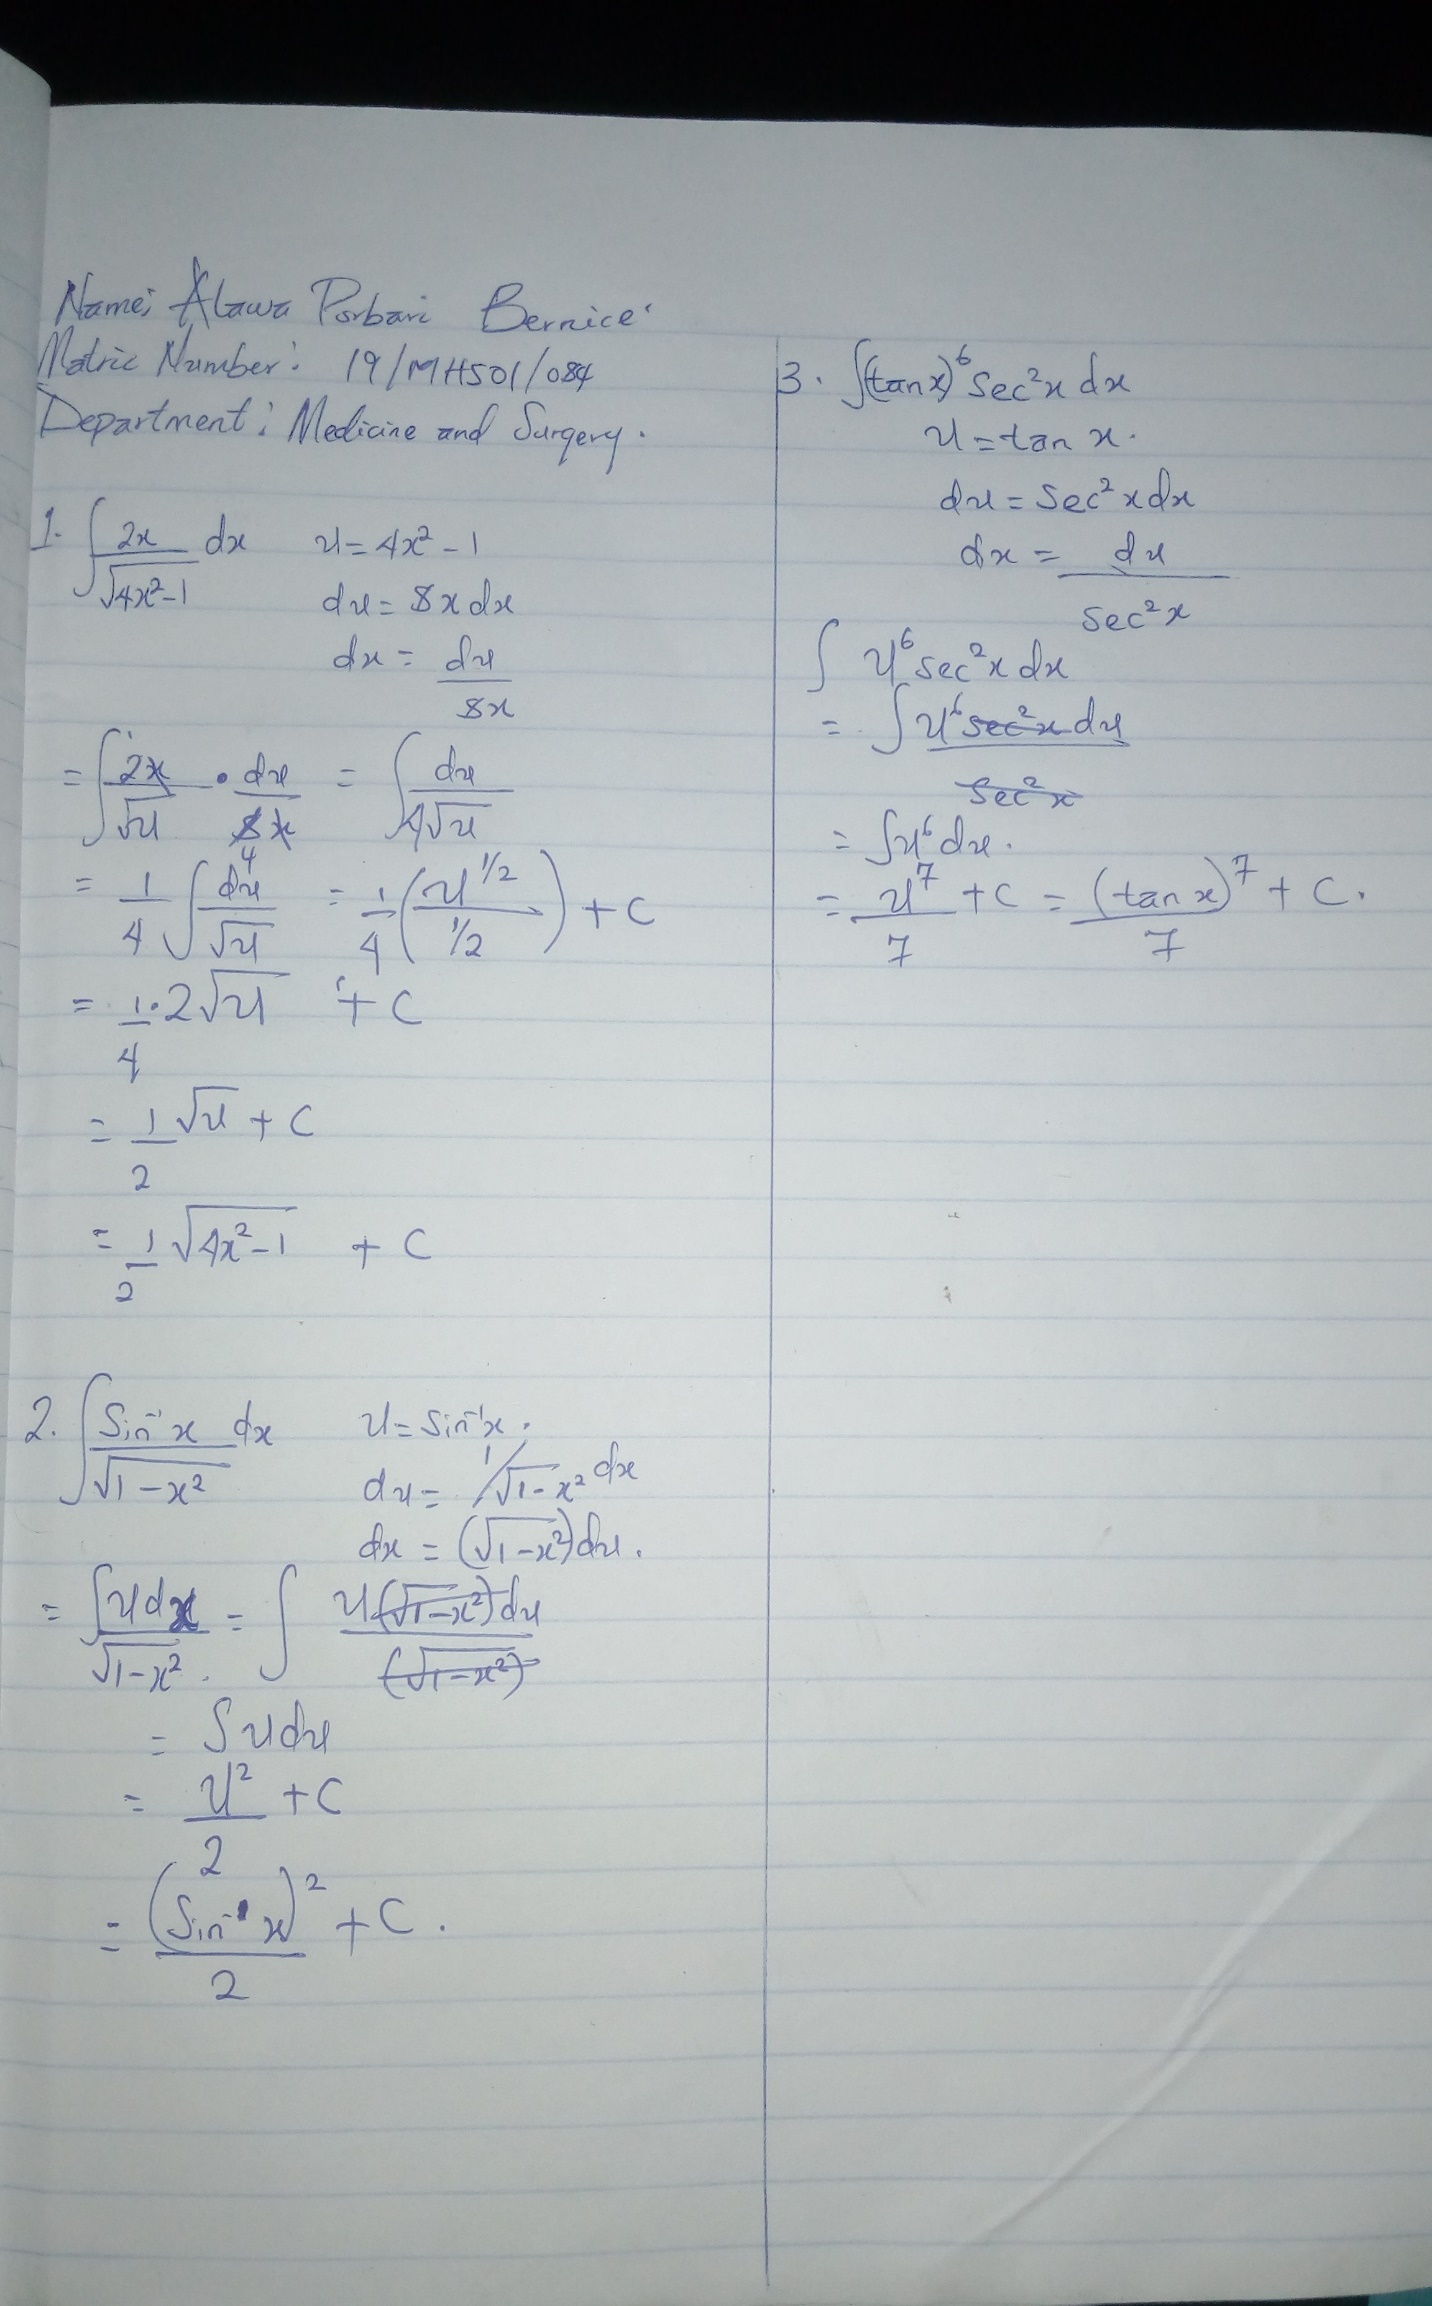 Name; Alawa Porbari Bernice.
Matric Number: 19/MHS01/084
Department: Medicine and Surgery.
1. ∫ 2x/√(4x²-1) dx   u = 4x² - 1
du = 8x dx
dx = du/8x
= ∫ 2x/√u · du/8x = ∫ du/4√u
4
= 1/4 ∫ du/√u = 1/4 (u^1/2 / 1/2) + C
= 1/4 · 2√u + C
= 1/2 √u + C
= 1/2 √(4x²-1) + C
2. ∫ Sin⁻¹x dx/√(1-x²)   u = Sin⁻¹x.
du = 1/√(1-x²) dx
dx = (√(1-x²)) du.
= ∫ u dx/√(1-x²) = ∫ u(√(1-x²)) du/(√(1-x²))
= ∫ u du
= u²/2 + C
= (Sin⁻¹x)²/2 + C.
3. ∫(tan x)⁶ Sec²x dx
u = tan x.
du = Sec²x dx
dx = du/Sec²x
∫ u⁶ sec²x dx
= ∫ u⁶ sec²x du/Sec²x
= ∫u⁶ du.
= u⁷/7 + C = (tan x)⁷/7 + C.